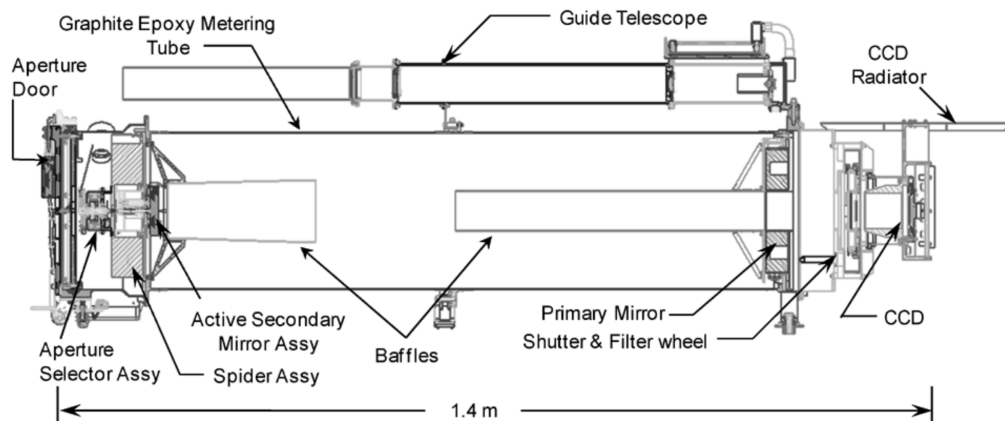 Graphite Epoxy Metering
Tube
Guide Telescope
CCD
Radiator
Aperture
Door
Active Secondary
Mirror Assy
Primary Mirror
Shutter & Filter wheel
CCD
Baffles
Aperture
Selector Assy
Spider Assy
1.4 m